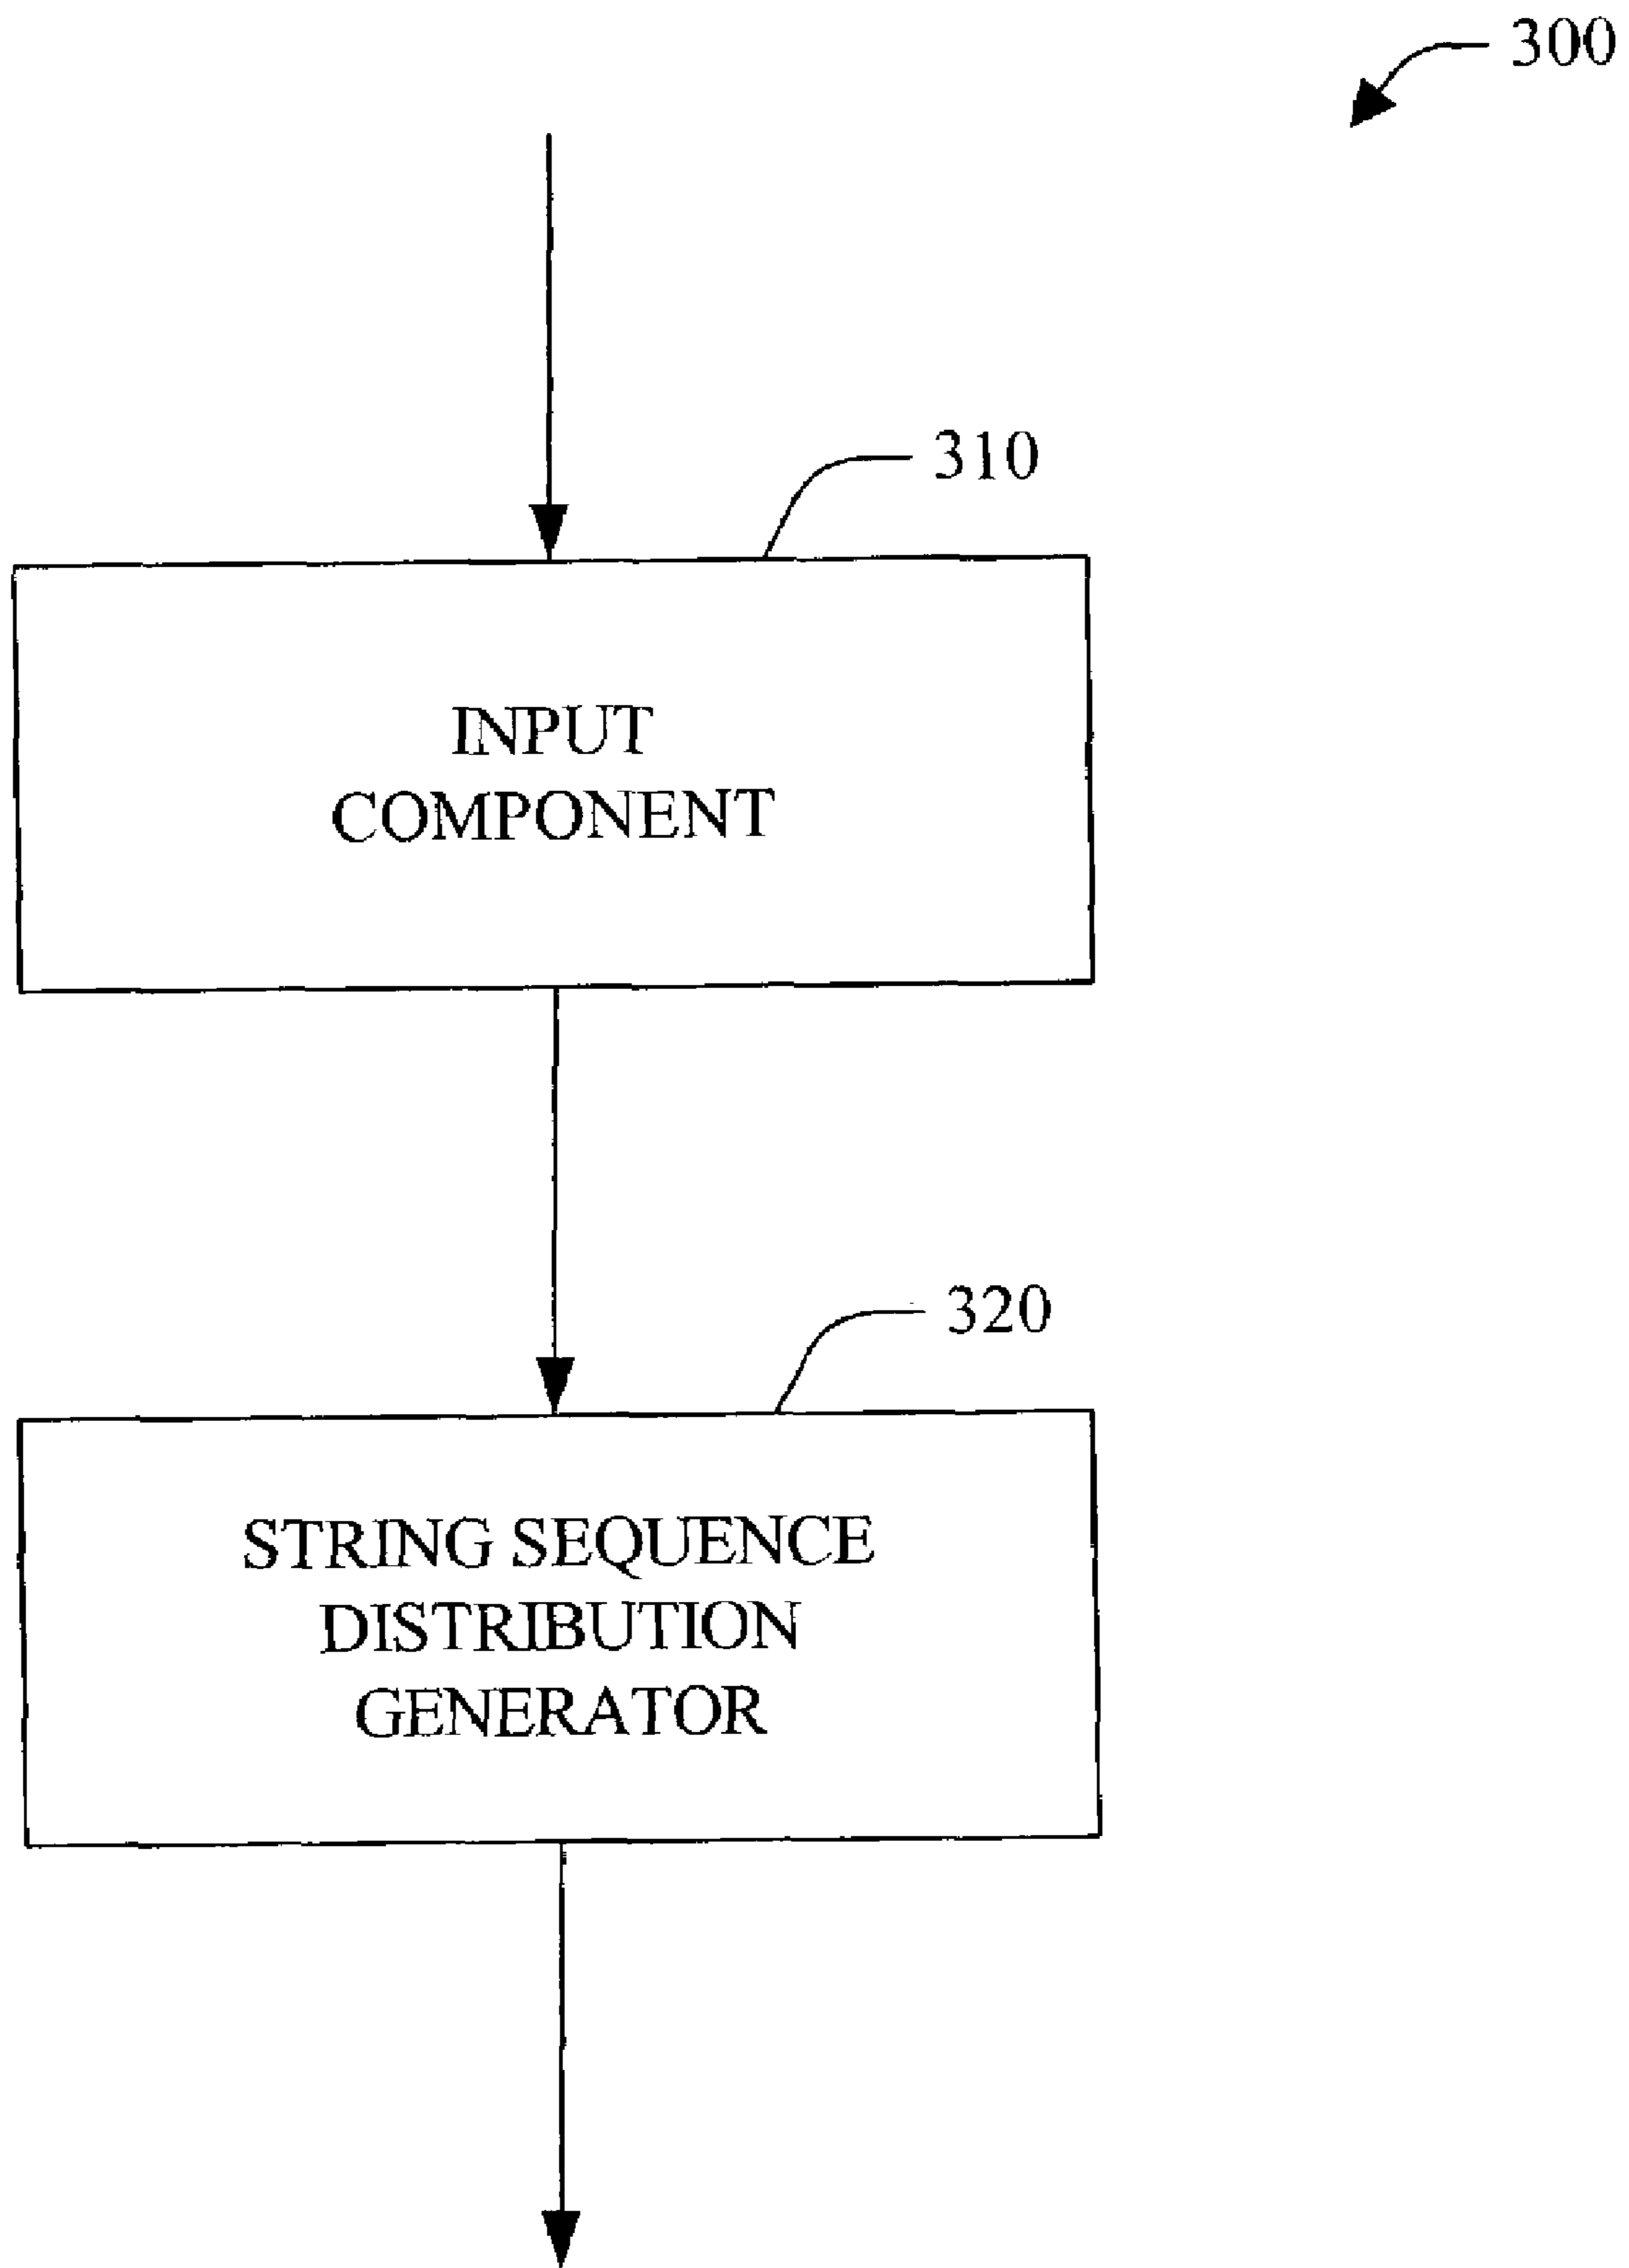 300
310
INPUT
COMPONENT
320
STRING SEQUENCE
DISTRIBUTION
GENERATOR